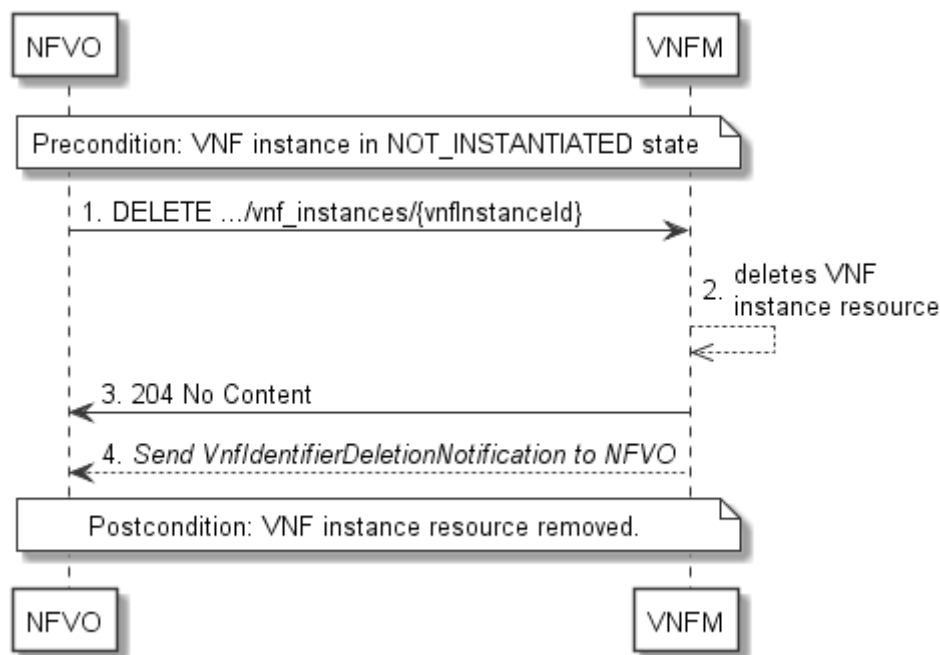 NFVO VNFM
Precondition: VNF instance in NOT_INSTANTIATED state
1. DELETE .../vnf_instances/{vnfInstanceId}
2. deletes VNF
instance resource
3. 204 No Content
4. Send VnfIdentifierDeletionNotification to NFVO
Postcondition: VNF instance resource removed.
NFVO VNFM